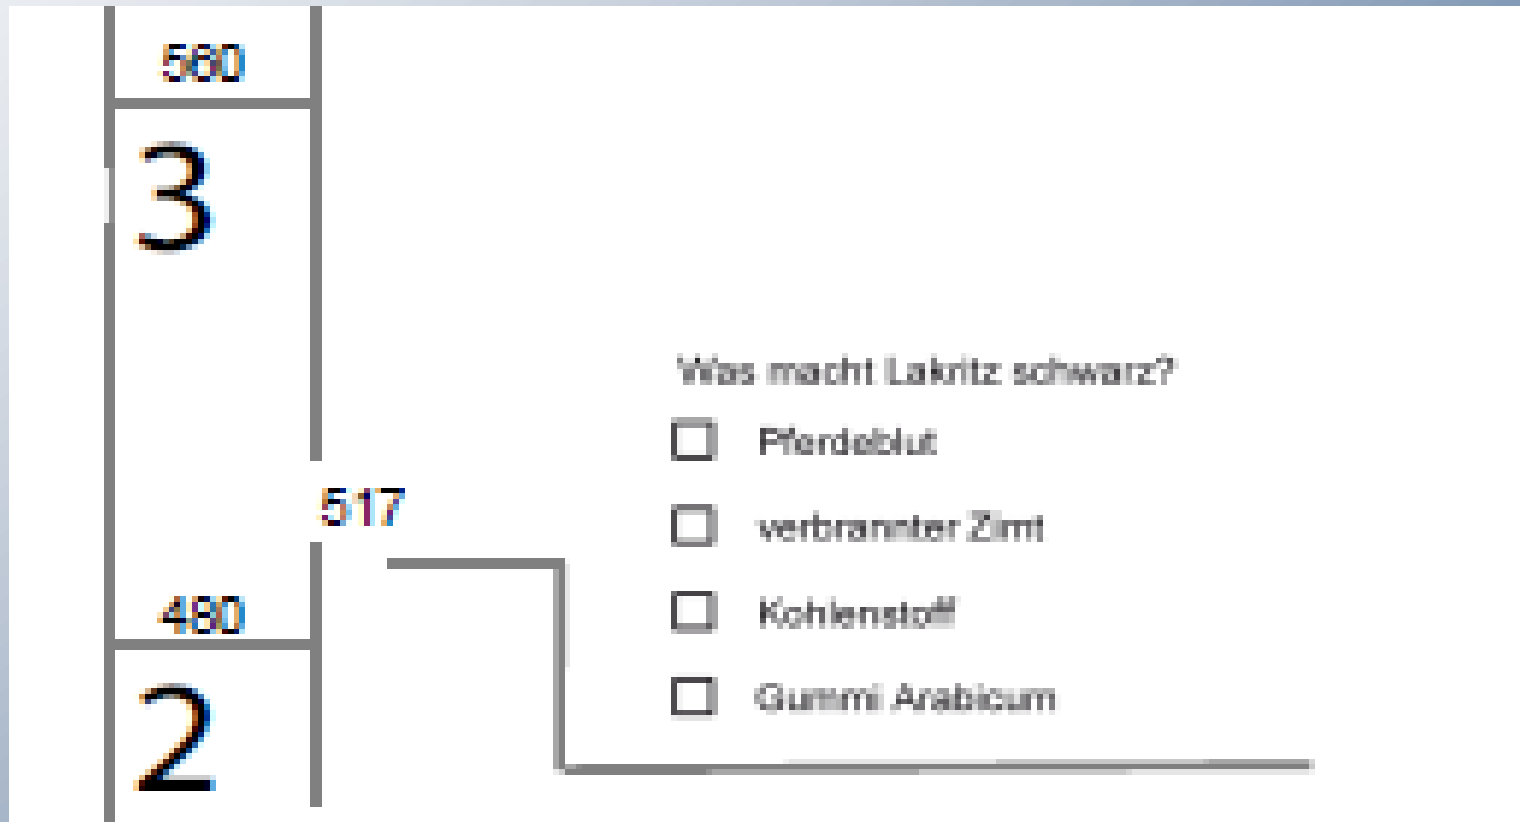 560
3
Was macht Lakritz schwarz?
Pferdeblut
517
verbrannter Zimt
480
Kohlenstoff
2
Gummi Arabicum